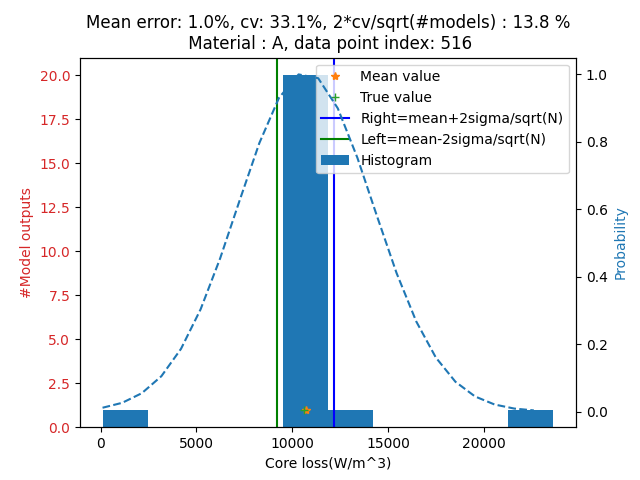 Mean error: 1.0%, cv: 33.1%, 2*cv/sqrt(#models) : 13.8 %
Material : A, data point index: 516
Mean value
True value
Right=mean+2sigma/sqrt(N)
Left=mean-2sigma/sqrt(N)
Histogram
#Model outputs
20.0
17.5
15.0
12.5
10.0
7.5
5.0
2.5
0.0
1.0
0.8
0.6
0.4
0.2
0.0
Probability
0
5000
10000
15000
20000
Core loss(W/m^3)